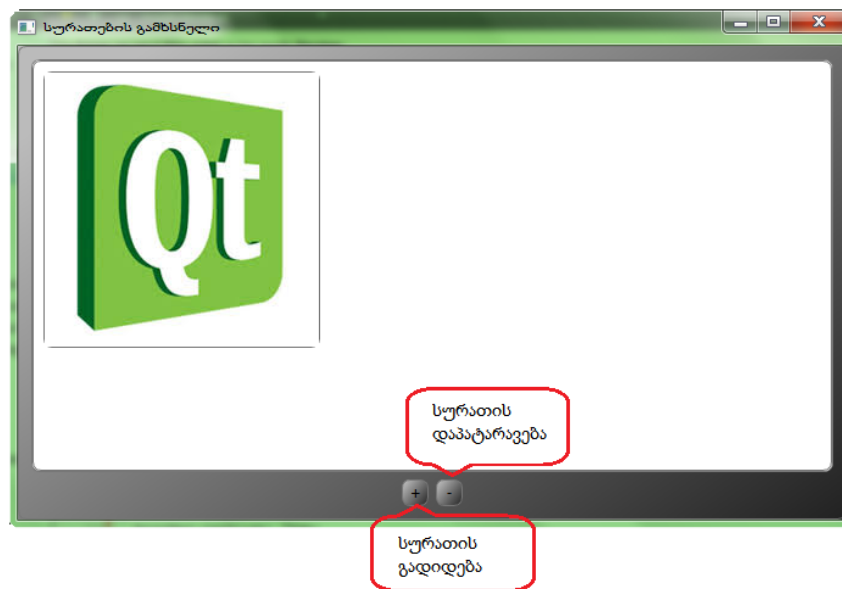 სურათების გამხსნელი
Qt
სურათის
დაპატარავება
+ -
სურათის
გადიდება